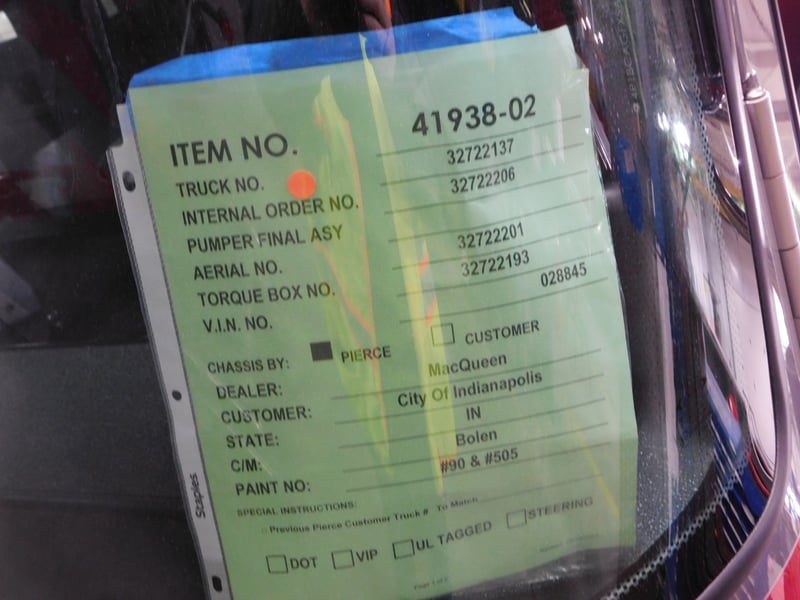 ITEM NO. 41938-02
TRUCK NO. 32722137
INTERNAL ORDER NO. 32722206
PUMPER FINAL ASY
AERIAL NO. 32722201
TORQUE BOX NO. 32722193
V.I.N. NO. 028845
CHASSIS BY: PIERCE CUSTOMER
DEALER: MacQueen
CUSTOMER: City Of Indianapolis
STATE: IN
C/M: Bolen
PAINT NO: #90 & #505
SPECIAL INSTRUCTIONS:
Previous Pierce Customer Truck # To Match
DOT VIP UL TAGGED STEERING
Staples